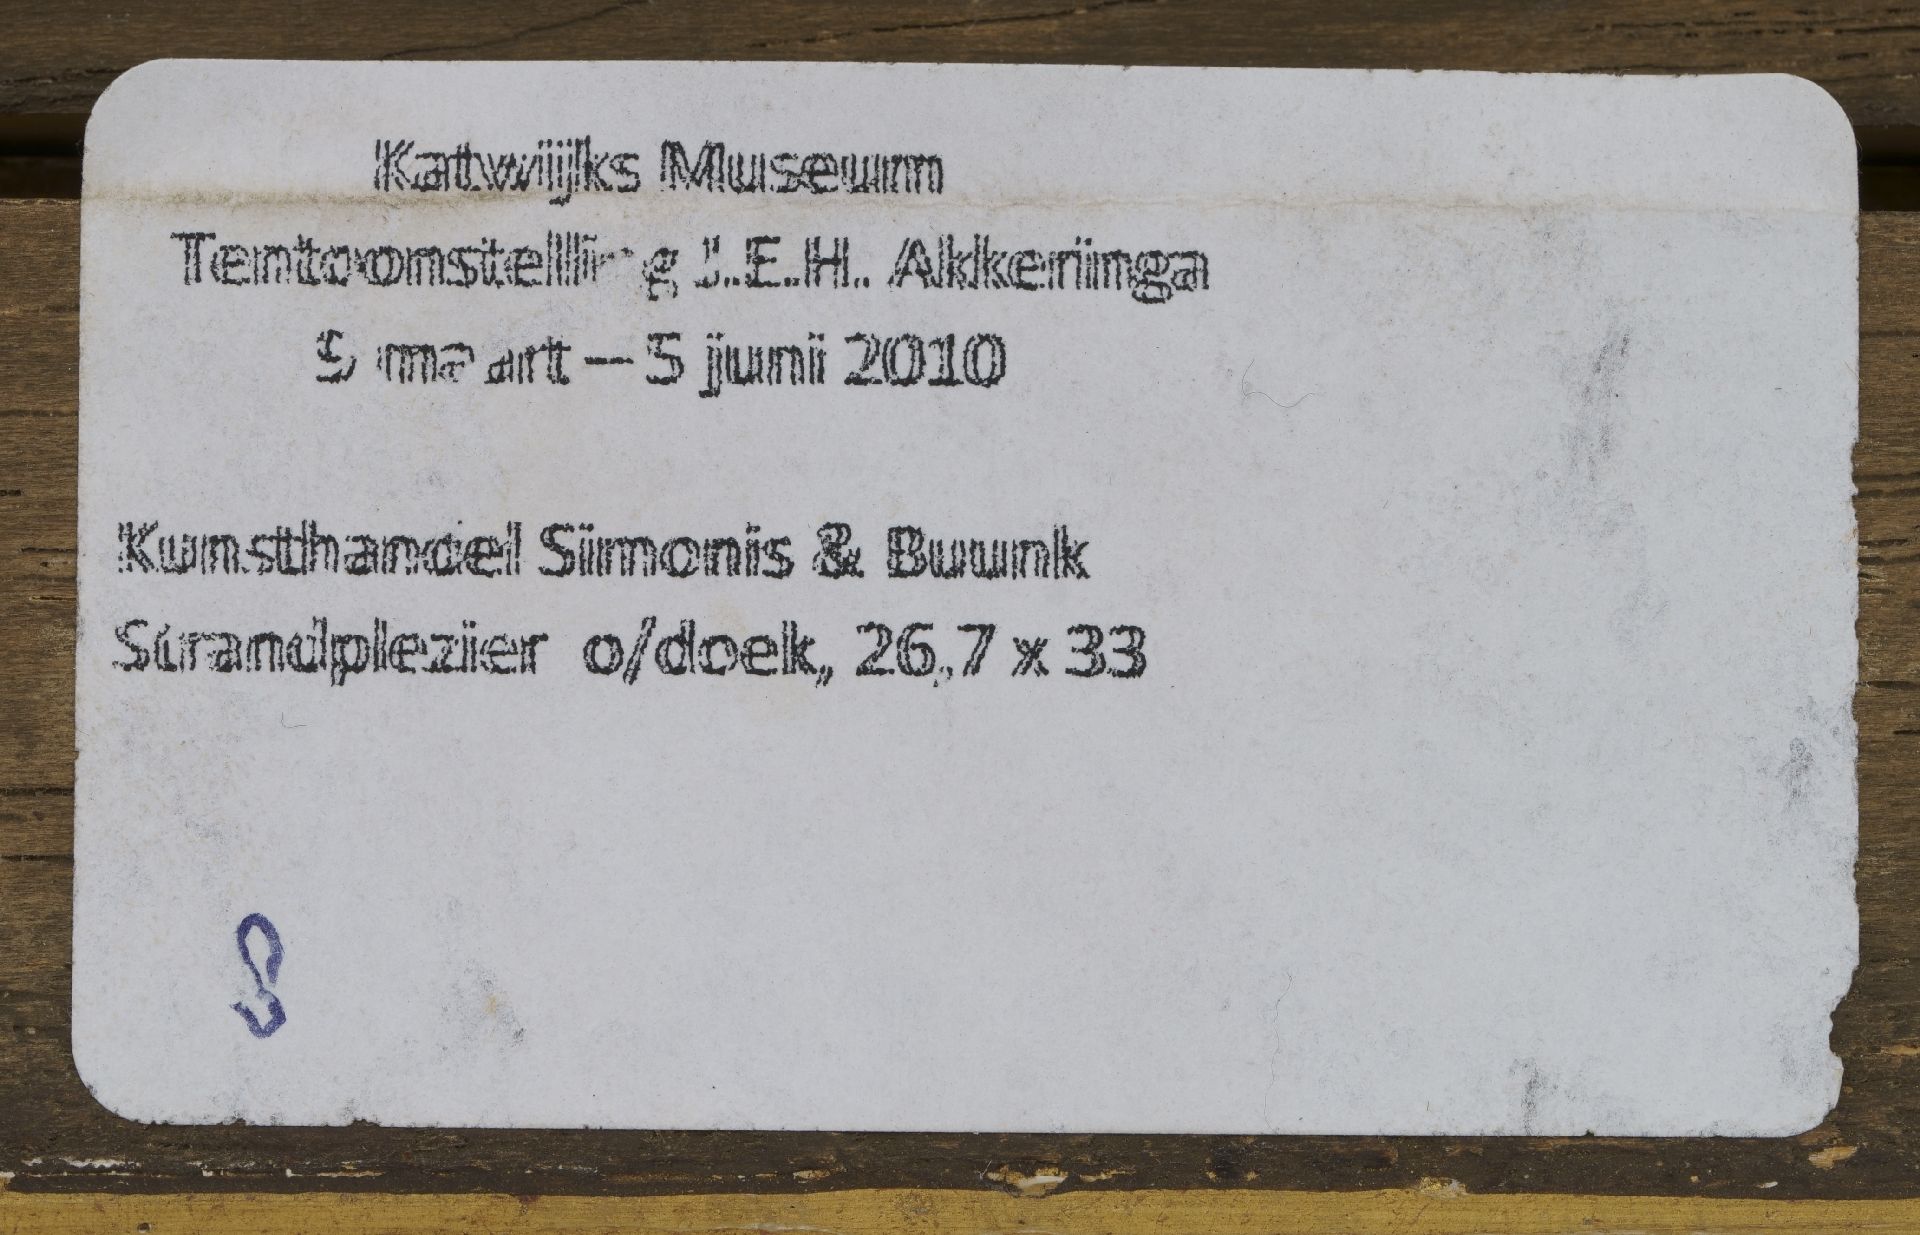 Katwijks Museum
Tentoonstelling J.E.H. Akkeringa
9 maart – 5 juni 2010
Kunsthandel Simonis & Buunk
Strandplezier o/doek, 26,7 x 33
8